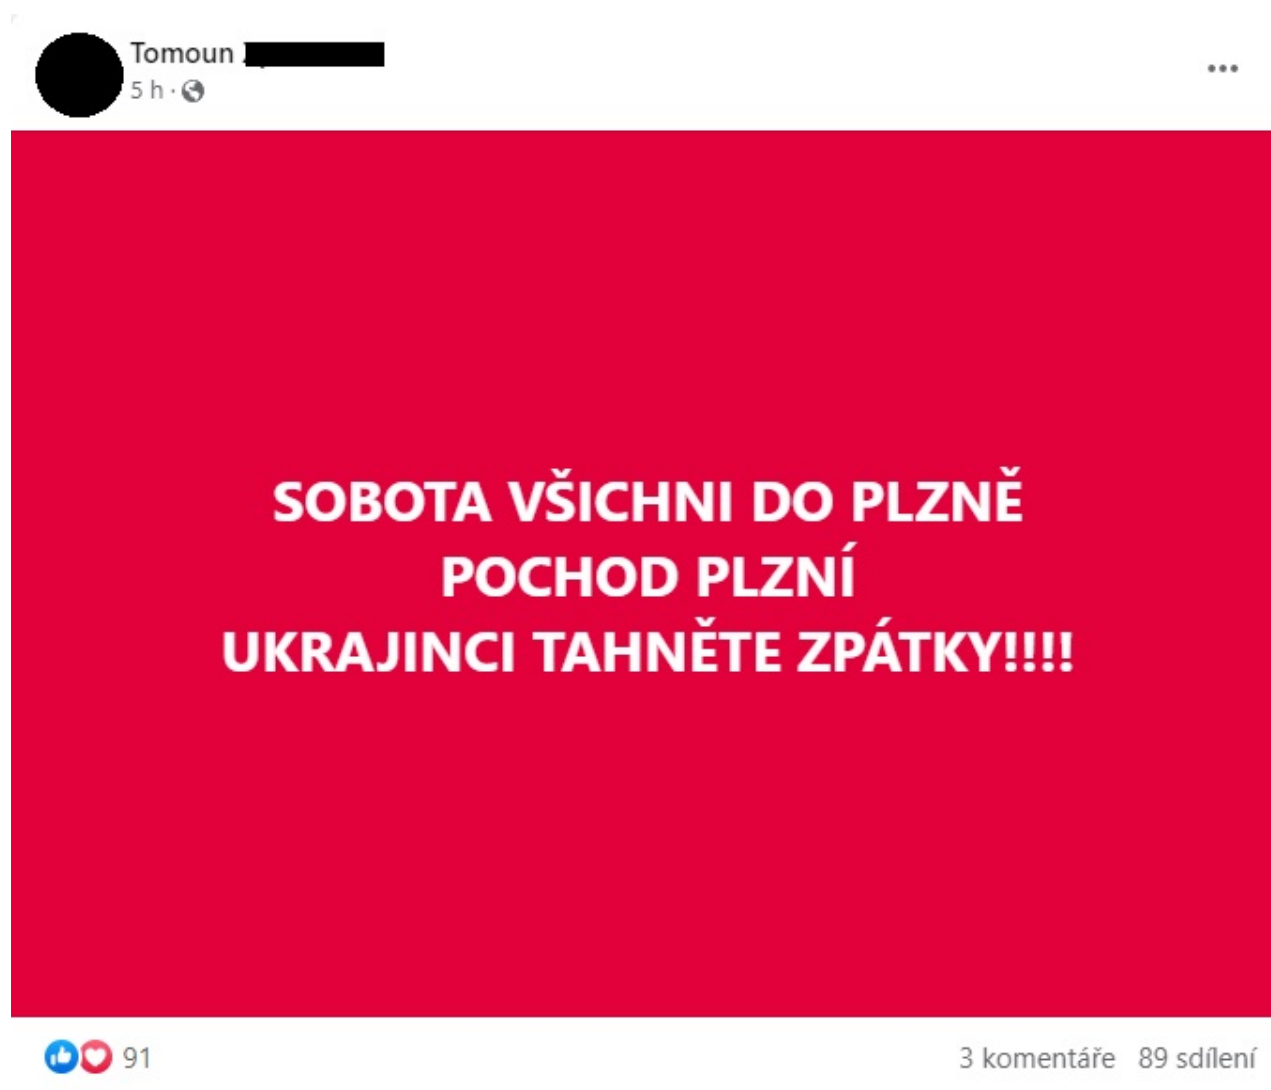 Tomoun
5 h ·
SOBOTA VŠICHNI DO PLZNĚ
POCHOD PLZNÍ
UKRAJINCI TAHNĚTE ZPÁTKY!!!!
91
3 komentáře 89 sdílení